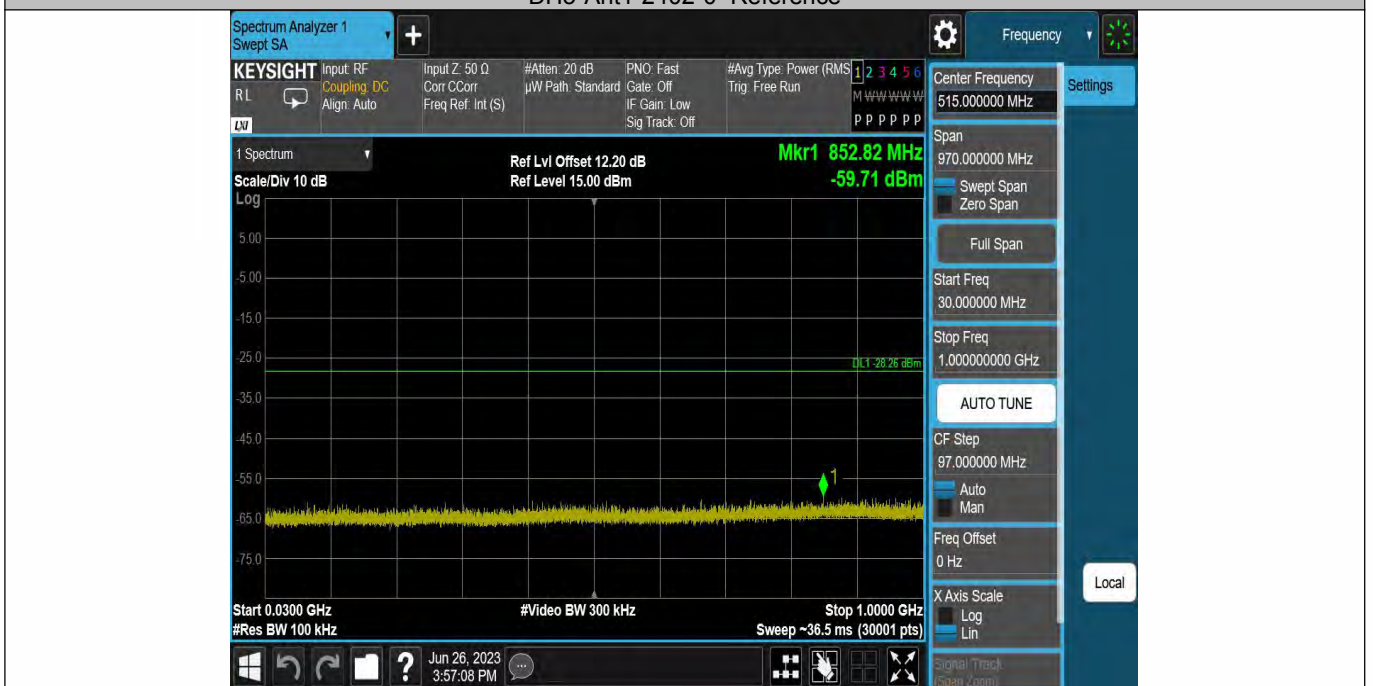 Spectrum Analyzer 1
Swept SA
Frequency
KEYSIGHT
RL
LXI
Input: RF
Coupling: DC
Align: Auto
Input Z: 50 Ω
Corr CCorr
Freq Ref: Int (S)
#Atten: 20 dB
µW Path: Standard
PNO: Fast
Gate: Off
IF Gain: Low
Sig Track: Off
#Avg Type: Power (RMS
Trig: Free Run
1 2 3 4 5 6
M W W W W W
P P P P P P
Center Frequency
515.000000 MHz
Settings
1 Spectrum
Scale/Div 10 dB
Log
Ref Lvl Offset 12.20 dB
Ref Level 15.00 dBm
Mkr1 852.82 MHz
-59.71 dBm
5.00
-5.00
-15.0
-25.0
-35.0
-45.0
-55.0
-65.0
-75.0
DL1 -28.26 dBm
1
Start 0.0300 GHz
#Res BW 100 kHz
#Video BW 300 kHz
Stop 1.0000 GHz
Sweep ~36.5 ms (30001 pts)
Span
970.000000 MHz
Swept Span
Zero Span
Full Span
Start Freq
30.000000 MHz
Stop Freq
1.000000000 GHz
AUTO TUNE
CF Step
97.000000 MHz
Auto
Man
Freq Offset
0 Hz
X Axis Scale
Log
Lin
Signal Track
(Span Zoom)
Local
?
Jun 26, 2023
3:57:08 PM